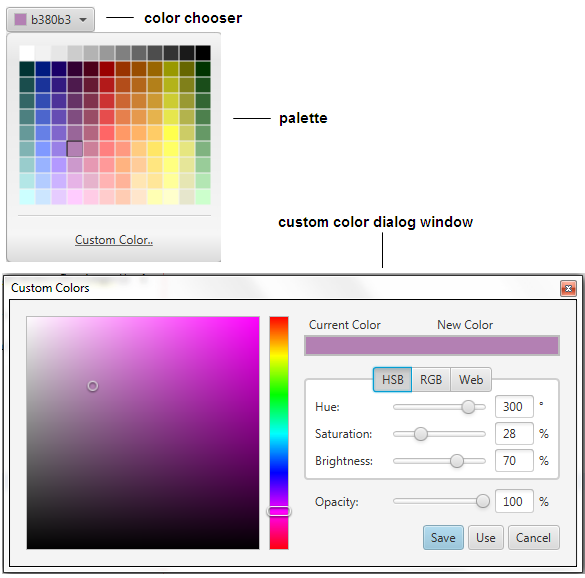 b380b3
color chooser
palette
Custom Color..
custom color dialog window
Custom Colors
Current Color New Color
HSB RGB Web
Hue: 300 °
Saturation: 28 %
Brightness: 70 %
Opacity: 100 %
Save Use Cancel